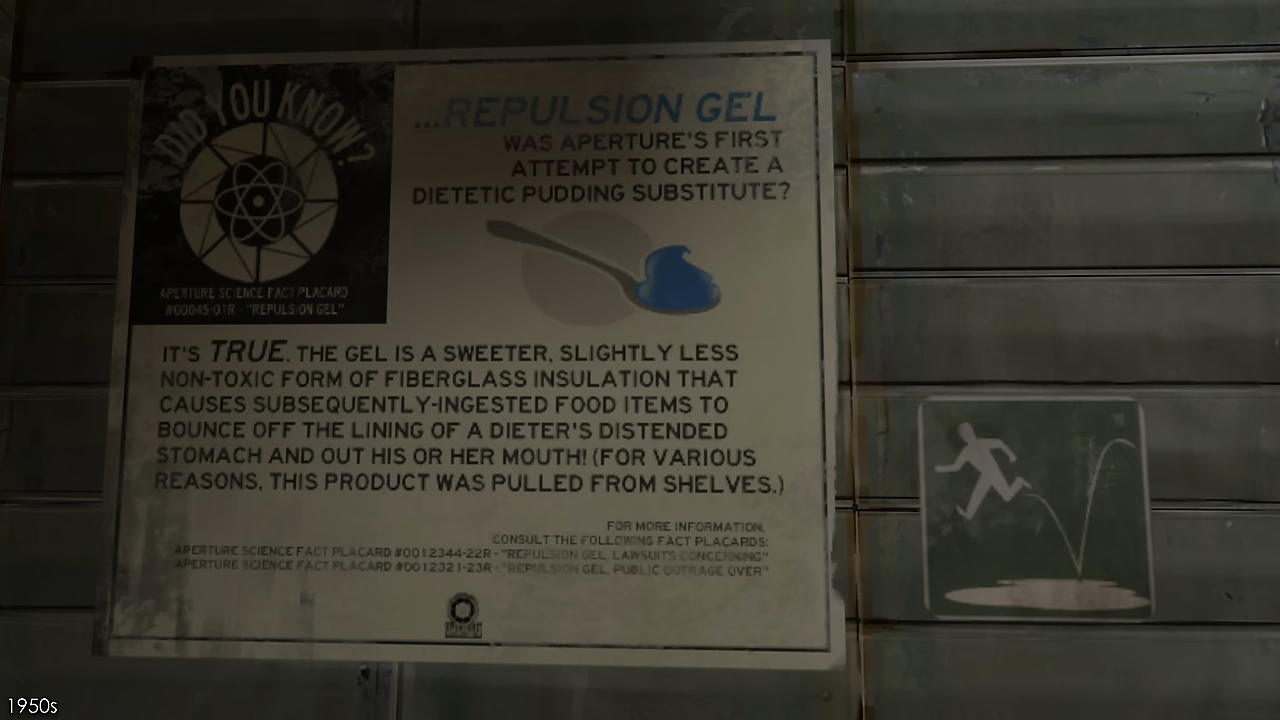 DID YOU KNOW?
APERTURE SCIENCE FACT PLACARD
#00045-01R - "REPULSION GEL"
...REPULSION GEL
WAS APERTURE'S FIRST
ATTEMPT TO CREATE A
DIETETIC PUDDING SUBSTITUTE?
IT'S TRUE. THE GEL IS A SWEETER, SLIGHTLY LESS
NON-TOXIC FORM OF FIBERGLASS INSULATION THAT
CAUSES SUBSEQUENTLY-INGESTED FOOD ITEMS TO
BOUNCE OFF THE LINING OF A DIETER'S DISTENDED
STOMACH AND OUT HIS OR HER MOUTH! (FOR VARIOUS
REASONS, THIS PRODUCT WAS PULLED FROM SHELVES.)
FOR MORE INFORMATION,
CONSULT THE FOLLOWING FACT PLACARDS:
APERTURE SCIENCE FACT PLACARD #0012344-22R - "REPULSION GEL, LAWSUITS CONCERNING"
APERTURE SCIENCE FACT PLACARD #0012321-23R - "REPULSION GEL, PUBLIC OUTRAGE OVER"
1950s